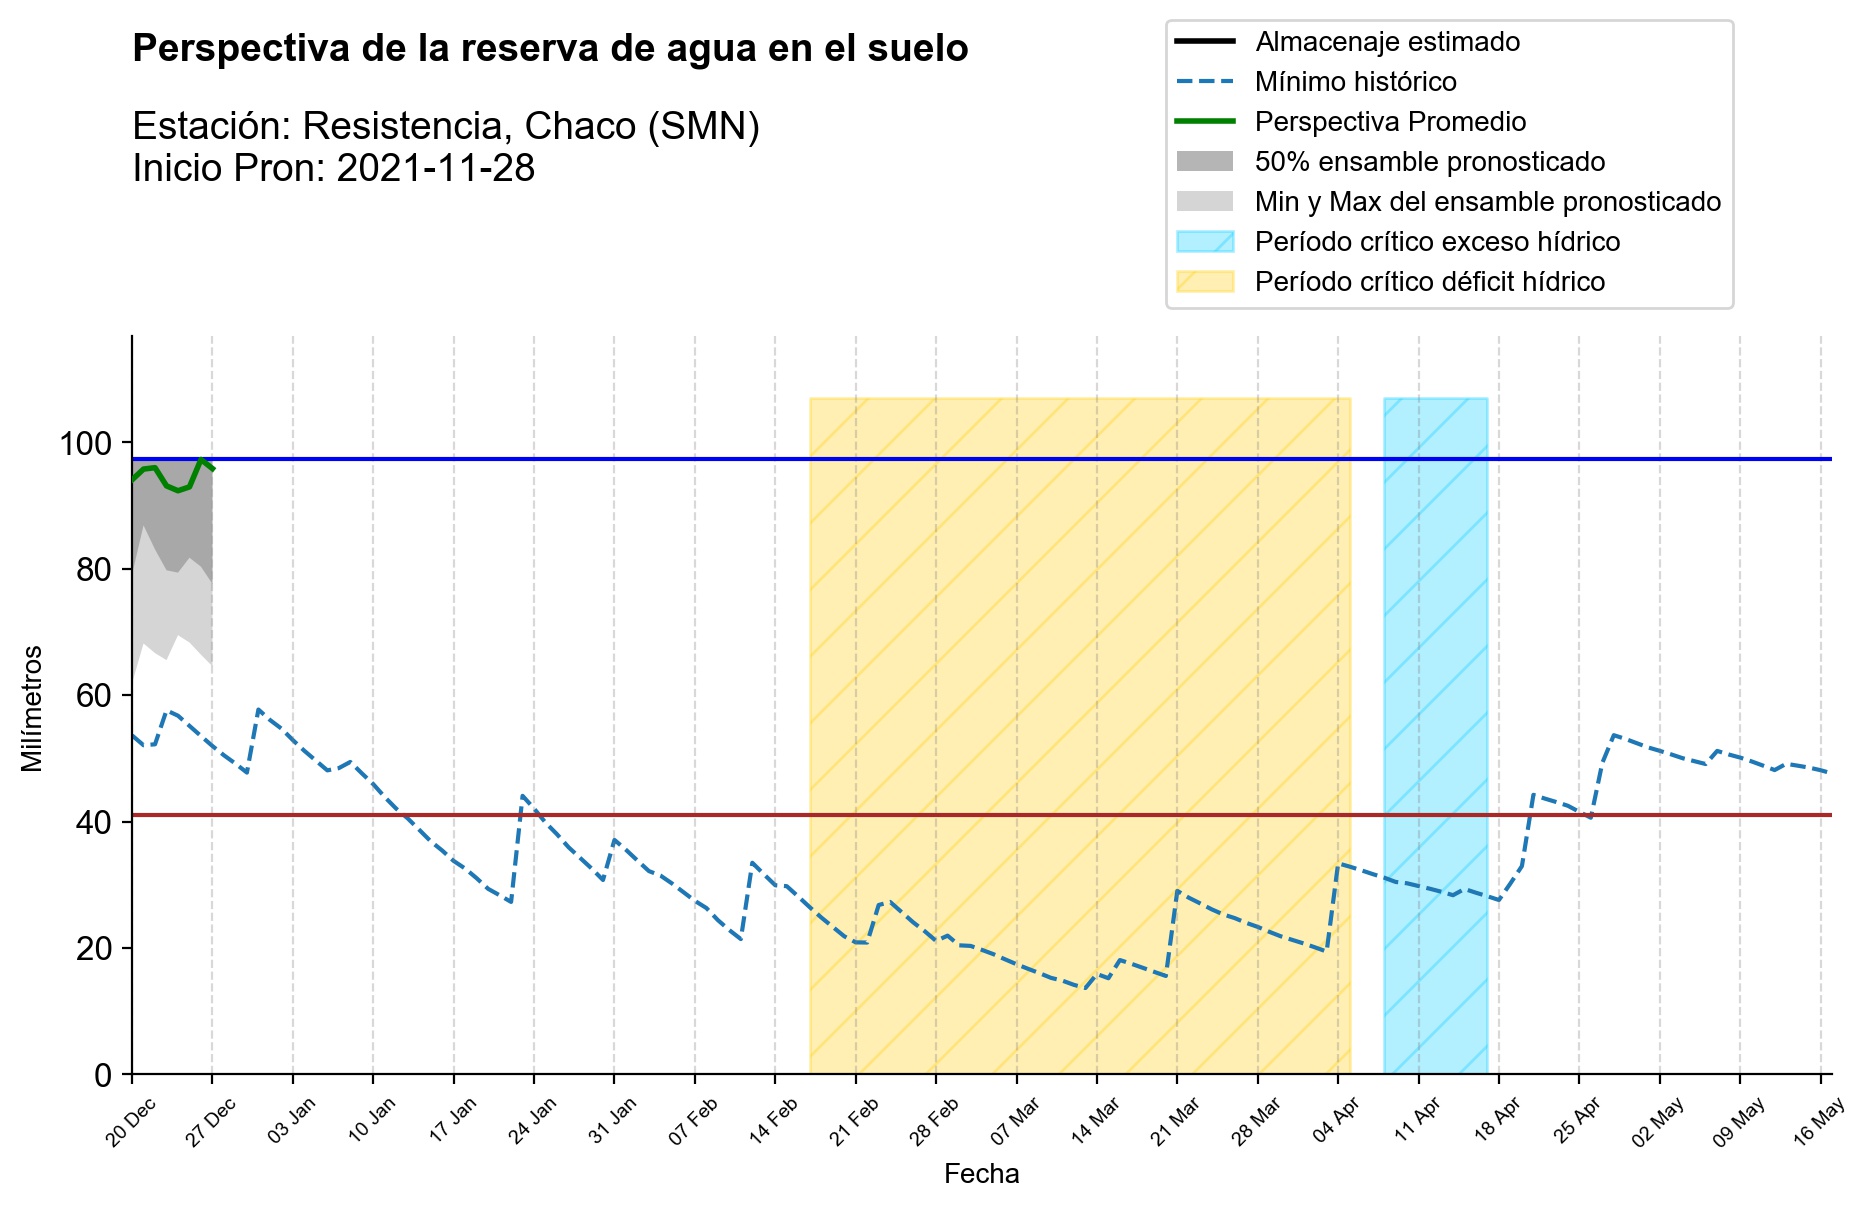 Perspectiva de la reserva de agua en el suelo
Estación: Resistencia, Chaco (SMN)
Inicio Pron: 2021-11-28
Almacenaje estimado
Mínimo histórico
Perspectiva Promedio
50% ensamble pronosticado
Min y Max del ensamble pronosticado
Período crítico exceso hídrico
Período crítico déficit hídrico
Milímetros
100
80
60
40
20
0
20 Dec
27 Dec
03 Jan
10 Jan
17 Jan
24 Jan
31 Jan
07 Feb
14 Feb
21 Feb
28 Feb
07 Mar
14 Mar
21 Mar
28 Mar
04 Apr
11 Apr
18 Apr
25 Apr
02 May
09 May
16 May
Fecha